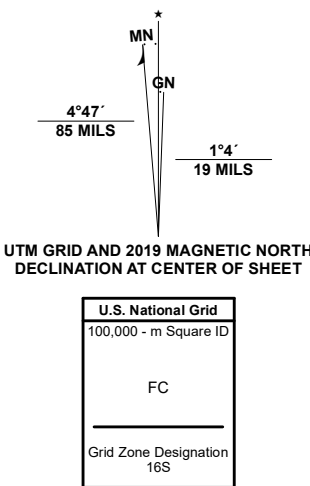 ★
MN
GN
4°47´
85 MILS
1°4´
19 MILS
UTM GRID AND 2019 MAGNETIC NORTH
DECLINATION AT CENTER OF SHEET
U.S. National Grid
100,000 - m Square ID
FC
Grid Zone Designation
16S